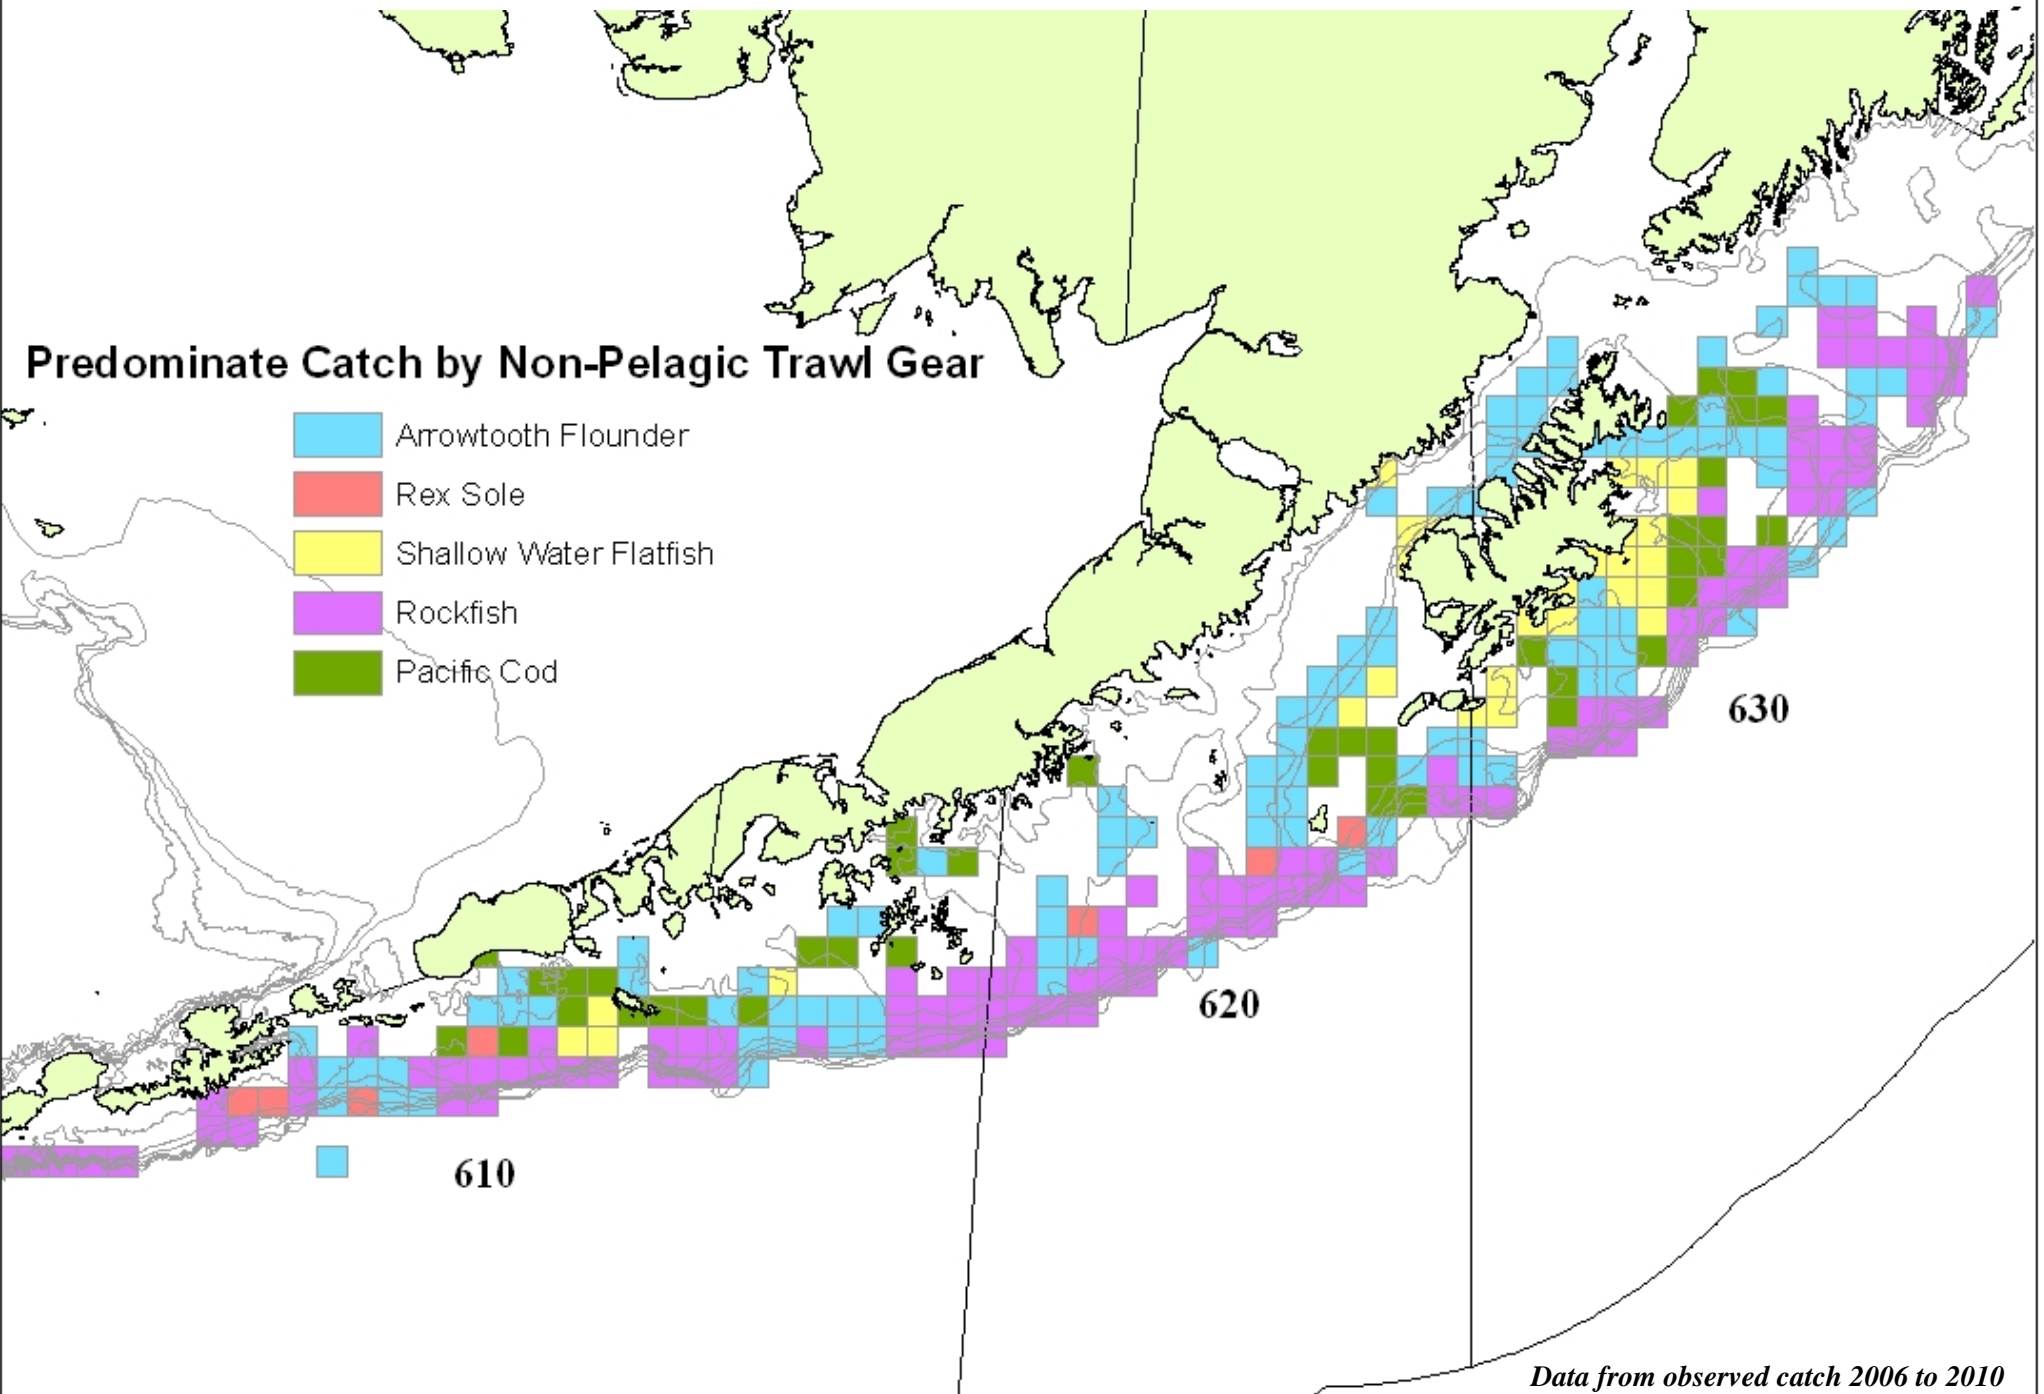 Predominate Catch by Non-Pelagic Trawl Gear
Arrowtooth Flounder
Rex Sole
Shallow Water Flatfish
Rockfish
Pacific Cod
630
620
610
Data from observed catch 2006 to 2010